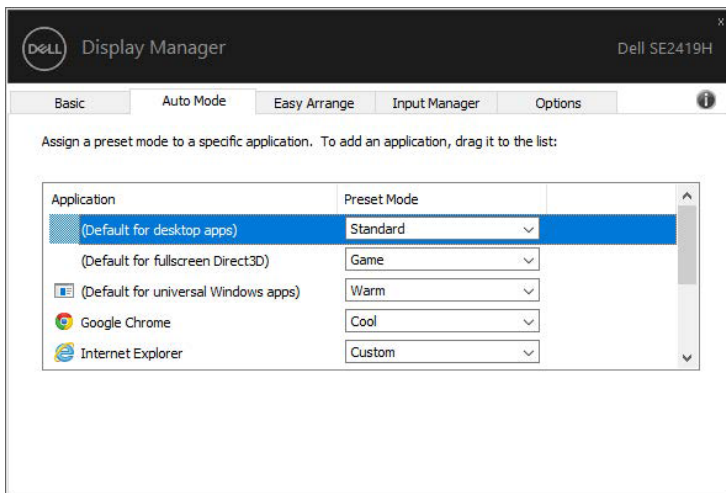 x
DELL Display Manager Dell SE2419H
Basic Auto Mode Easy Arrange Input Manager Options i
Assign a preset mode to a specific application. To add an application, drag it to the list:
Application Preset Mode
(Default for desktop apps) Standard
(Default for fullscreen Direct3D) Game
(Default for universal Windows apps) Warm
Google Chrome Cool
Internet Explorer Custom